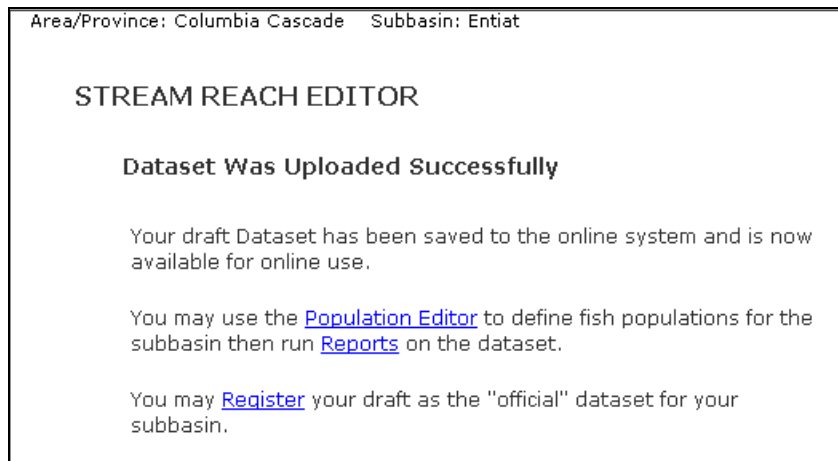 Area/Province: Columbia Cascade Subbasin: Entiat
STREAM REACH EDITOR
Dataset Was Uploaded Successfully
Your draft Dataset has been saved to the online system and is now
available for online use.
You may use the Population Editor to define fish populations for the
subbasin then run Reports on the dataset.
You may Register your draft as the "official" dataset for your
subbasin.